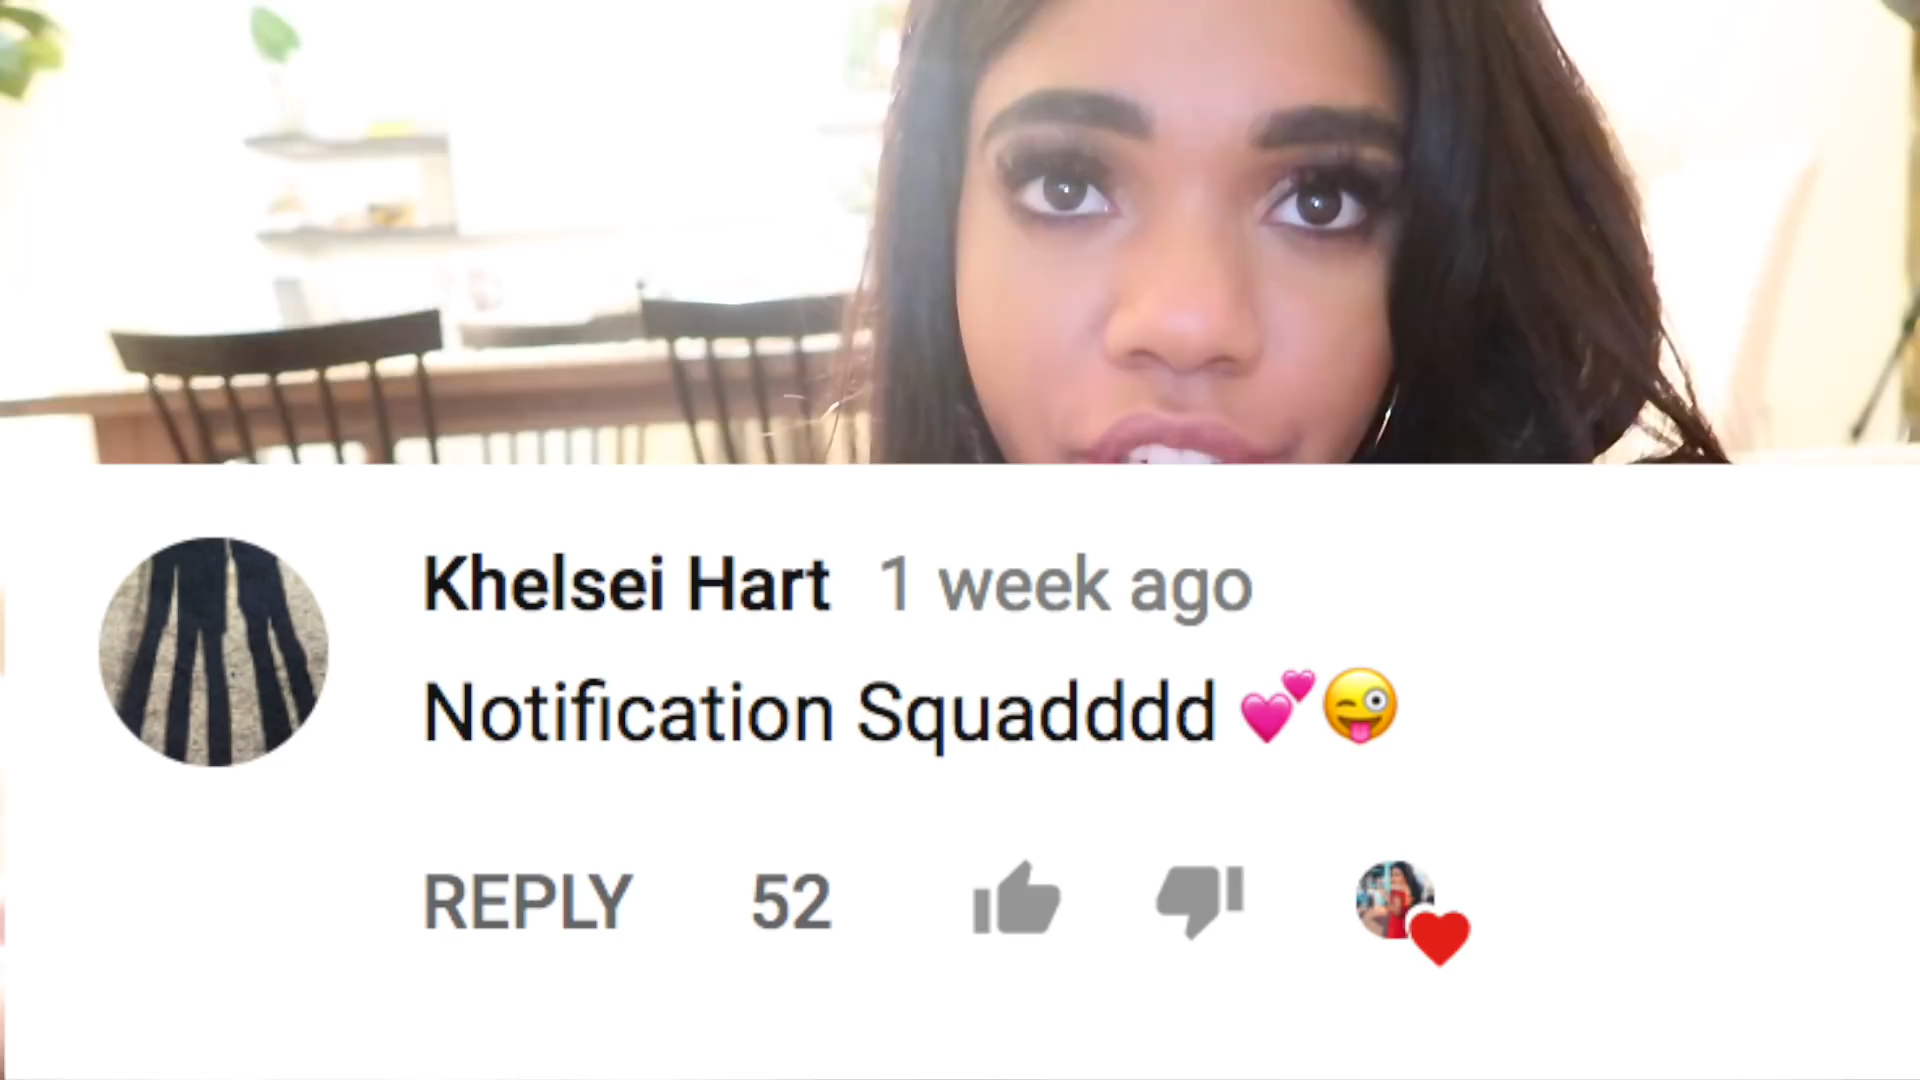 Khelsei Hart 1 week ago
Notification Squadddd 💕😜
REPLY 52